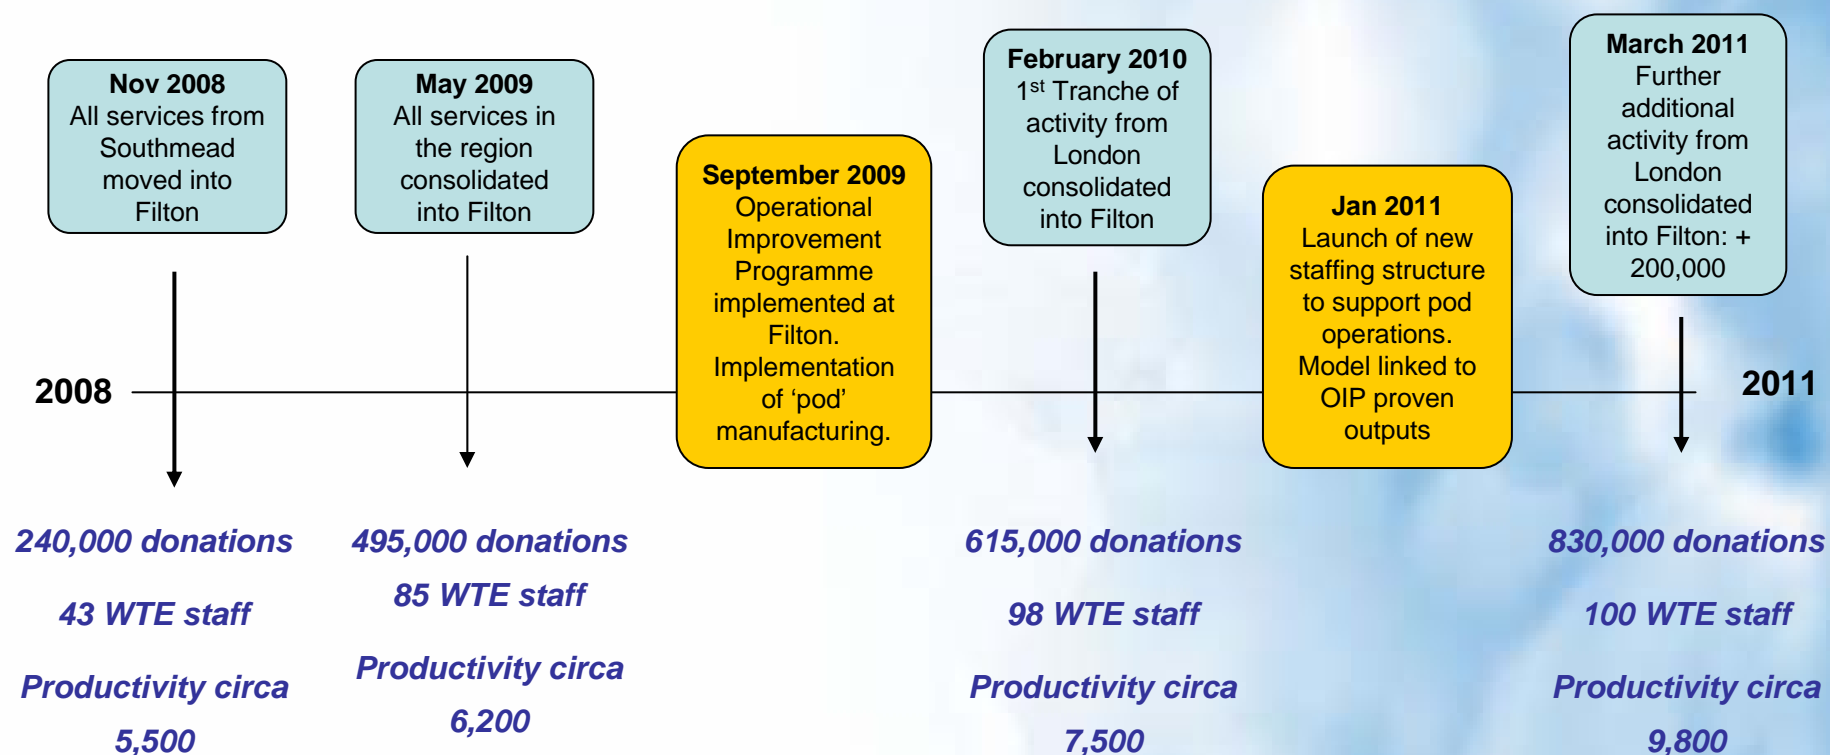 Nov 2008
All services from
Southmead
moved into
Filton
May 2009
All services in
the region
consolidated
into Filton
September 2009
Operational
Improvement
Programme
implemented at
Filton.
Implementation
of ‘pod’
manufacturing.
February 2010
1st Tranche of
activity from
London
consolidated
into Filton
Jan 2011
Launch of new
staffing structure
to support pod
operations.
Model linked to
OIP proven
outputs
March 2011
Further
additional
activity from
London
consolidated
into Filton: +
200,000
2008
2011
240,000 donations
43 WTE staff
Productivity circa
5,500
495,000 donations
85 WTE staff
Productivity circa
6,200
615,000 donations
98 WTE staff
Productivity circa
7,500
830,000 donations
100 WTE staff
Productivity circa
9,800